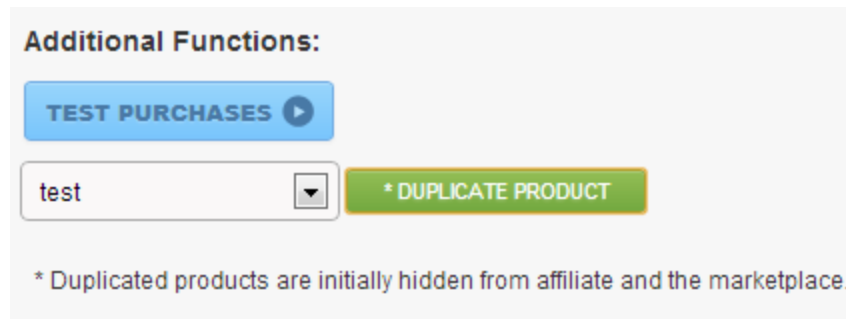 Additional Functions:
TEST PURCHASES
test
* DUPLICATE PRODUCT
* Duplicated products are initially hidden from affiliate and the marketplace.